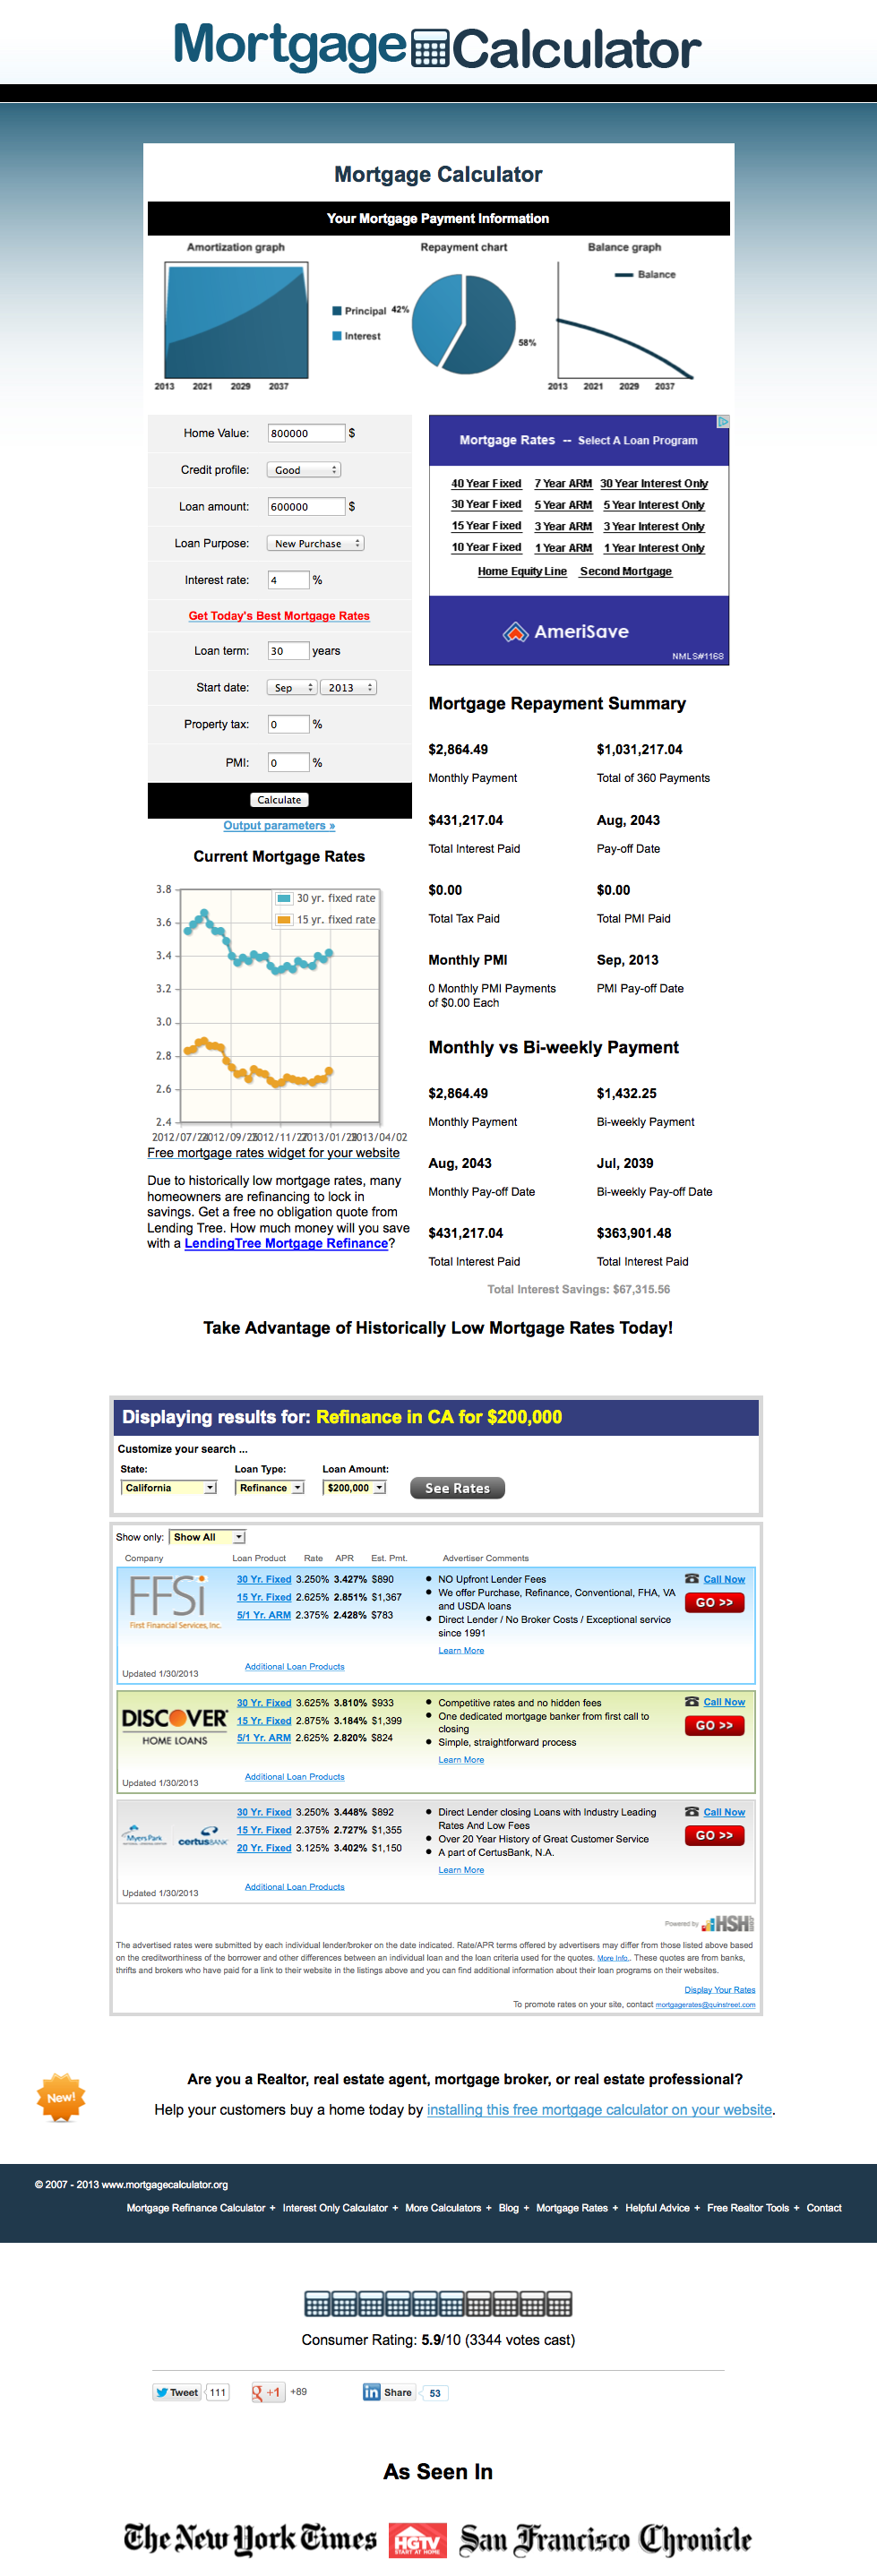 Mortgage Calculator
Mortgage Calculator
Your Mortgage Payment Information
Amortization graph
2013 2021 2029 2037
Repayment chart
Principal 42%
Interest
58%
Balance graph
Balance
2013 2021 2029 2037
Home Value: 800000 $
Credit profile: Good
Loan amount: 600000 $
Loan Purpose: New Purchase
Interest rate: 4 %
Get Today's Best Mortgage Rates
Loan term: 30 years
Start date: Sep 2013
Property tax: 0 %
PMI: 0 %
Calculate
Output parameters »
Current Mortgage Rates
30 yr. fixed rate
15 yr. fixed rate
3.8
3.6
3.4
3.2
3.0
2.8
2.6
2.4
2013/04/02
Free mortgage rates widget for your website
Due to historically low mortgage rates, many
homeowners are refinancing to lock in
savings. Get a free no obligation quote from
Lending Tree. How much money will you save
with a LendingTree Mortgage Refinance?
Mortgage Rates -- Select A Loan Program
40 Year Fixed 7 Year ARM 30 Year Interest Only
30 Year Fixed 5 Year ARM 5 Year Interest Only
15 Year Fixed 3 Year ARM 3 Year Interest Only
10 Year Fixed 1 Year ARM 1 Year Interest Only
Home Equity Line Second Mortgage
AmeriSave
NMLS#1168
Mortgage Repayment Summary
$2,864.49 $1,031,217.04
Monthly Payment Total of 360 Payments
$431,217.04 Aug, 2043
Total Interest Paid Pay-off Date
$0.00 $0.00
Total Tax Paid Total PMI Paid
Monthly PMI Sep, 2013
0 Monthly PMI Payments PMI Pay-off Date
of $0.00 Each
Monthly vs Bi-weekly Payment
$2,864.49 $1,432.25
Monthly Payment Bi-weekly Payment
Aug, 2043 Jul, 2039
Monthly Pay-off Date Bi-weekly Pay-off Date
$431,217.04 $363,901.48
Total Interest Paid Total Interest Paid
Total Interest Savings: $67,315.56
Take Advantage of Historically Low Mortgage Rates Today!
Displaying results for: Refinance in CA for $200,000
Customize your search ...
State: Loan Type: Loan Amount:
California Refinance $200,000 See Rates
Show only: Show All
Company Loan Product Rate APR Est. Pmt. Advertiser Comments
FFSi
First Financial Services, Inc.
Updated 1/30/2013
30 Yr. Fixed 3.250% 3.427% $890
15 Yr. Fixed 2.625% 2.851% $1,367
5/1 Yr. ARM 2.375% 2.428% $783
Additional Loan Products
NO Upfront Lender Fees
We offer Purchase, Refinance, Conventional, FHA, VA
and USDA loans
Direct Lender / No Broker Costs / Exceptional service
since 1991
Learn More
Call Now
GO >>
DISCOVER
HOME LOANS
Updated 1/30/2013
30 Yr. Fixed 3.625% 3.810% $933
15 Yr. Fixed 2.875% 3.184% $1,399
5/1 Yr. ARM 2.625% 2.820% $824
Additional Loan Products
Competitive rates and no hidden fees
One dedicated mortgage banker from first call to
closing
Simple, straightforward process
Learn More
Call Now
GO >>
Myers Park
certusBANK
Updated 1/30/2013
30 Yr. Fixed 3.250% 3.448% $892
15 Yr. Fixed 2.375% 2.727% $1,355
20 Yr. Fixed 3.125% 3.402% $1,150
Additional Loan Products
Direct Lender closing Loans with Industry Leading
Rates And Low Fees
Over 20 Year History of Great Customer Service
A part of CertusBank, N.A.
Learn More
Call Now
GO >>
Powered by HSH
The advertised rates were submitted by each individual lender/broker on the date indicated. Rate/APR terms offered by advertisers may differ from those listed above based
on the creditworthiness of the borrower and other differences between an individual loan and the loan criteria used for the quotes. More Info.. These quotes are from banks,
thrifts and brokers who have paid for a link to their website in the listings above and you can find additional information about their loan programs on their websites.
Display Your Rates
To promote rates on your site, contact mortgagerates@quinstreet.com
New!
Are you a Realtor, real estate agent, mortgage broker, or real estate professional?
Help your customers buy a home today by installing this free mortgage calculator on your website.
© 2007 - 2013 www.mortgagecalculator.org
Mortgage Refinance Calculator + Interest Only Calculator + More Calculators + Blog + Mortgage Rates + Helpful Advice + Free Realtor Tools + Contact
Consumer Rating: 5.9/10 (3344 votes cast)
Tweet 111 +1 +89 in Share 53
As Seen In
The New York Times HGTV START AT HOME San Francisco Chronicle